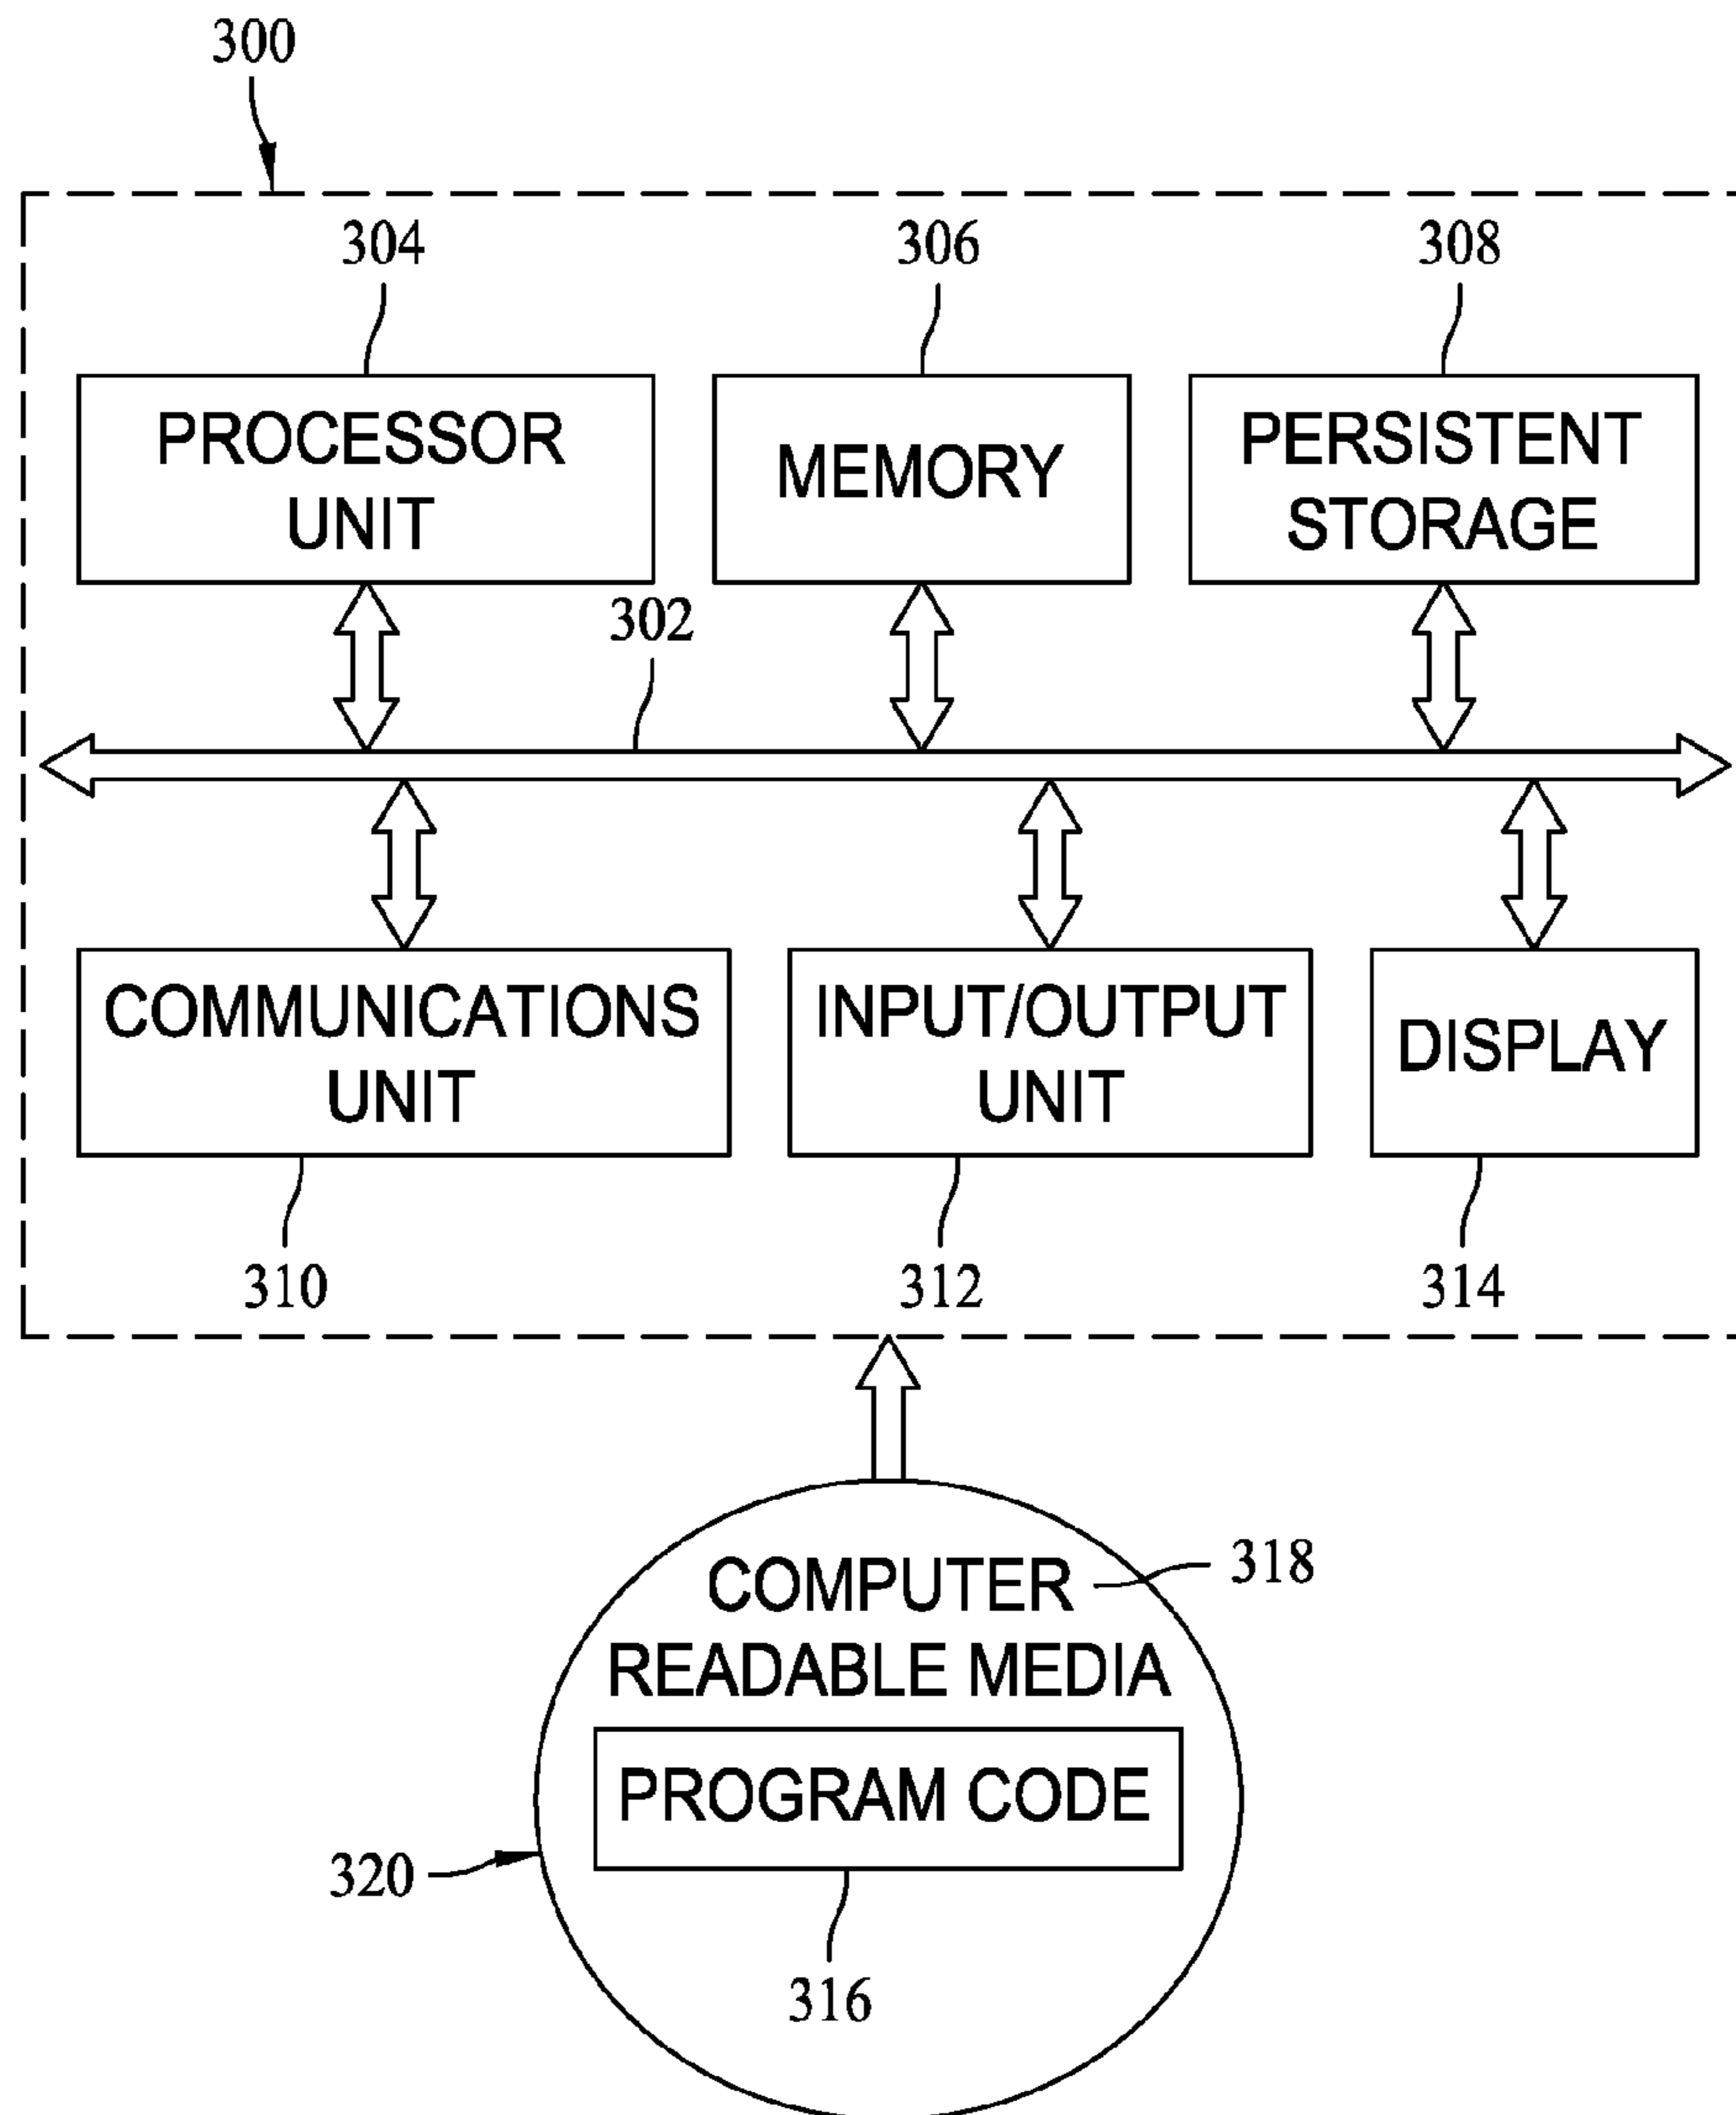 300
304
306
308
PROCESSOR
UNIT
MEMORY
PERSISTENT
STORAGE
302
COMMUNICATIONS
UNIT
INPUT/OUTPUT
UNIT
DISPLAY
310
312
314
COMPUTER
READABLE MEDIA
318
PROGRAM CODE
320
316